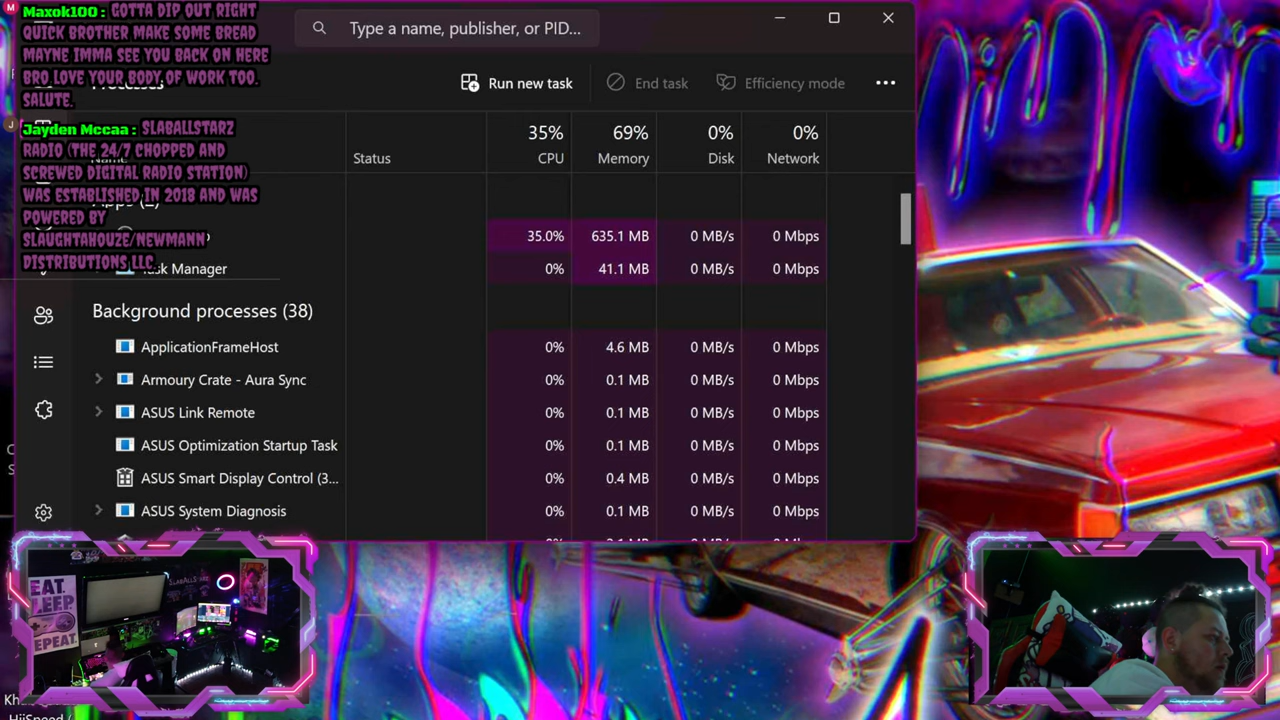 Maxok100 : GOTTA DIP OUT RIGHT
QUICK BROTHER MAKE SOME BREAD
MAYNE IMMA SEE YOU BACK ON HERE
BRO LOVE YOUR BODY OF WORK TOO.
SALUTE.
Jayden Mccaa : SLABALLSTARZ
RADIO (THE 24/7 CHOPPED AND
SCREWED DIGITAL RADIO STATION)
WAS ESTABLISHED IN 2018 AND WAS
POWERED BY
SLAUGHTAHOUZE/NEWMANN
DISTRIBUTIONS LLC
Type a name, publisher, or PID...
Processes
Run new task
End task
Efficiency mode
Name
Status
35% CPU
69% Memory
0% Disk
0% Network
Apps (2)
35.0% 635.1 MB 0 MB/s 0 Mbps
Task Manager 0% 41.1 MB 0 MB/s 0 Mbps
Background processes (38)
ApplicationFrameHost 0% 4.6 MB 0 MB/s 0 Mbps
Armoury Crate - Aura Sync 0% 0.1 MB 0 MB/s 0 Mbps
ASUS Link Remote 0% 0.1 MB 0 MB/s 0 Mbps
ASUS Optimization Startup Task 0% 0.1 MB 0 MB/s 0 Mbps
ASUS Smart Display Control (3... 0% 0.4 MB 0 MB/s 0 Mbps
ASUS System Diagnosis 0% 0.1 MB 0 MB/s 0 Mbps
EAT.
SLEEP
REPEAT.